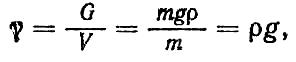 γ = G/V = mgρ/m = ρg,